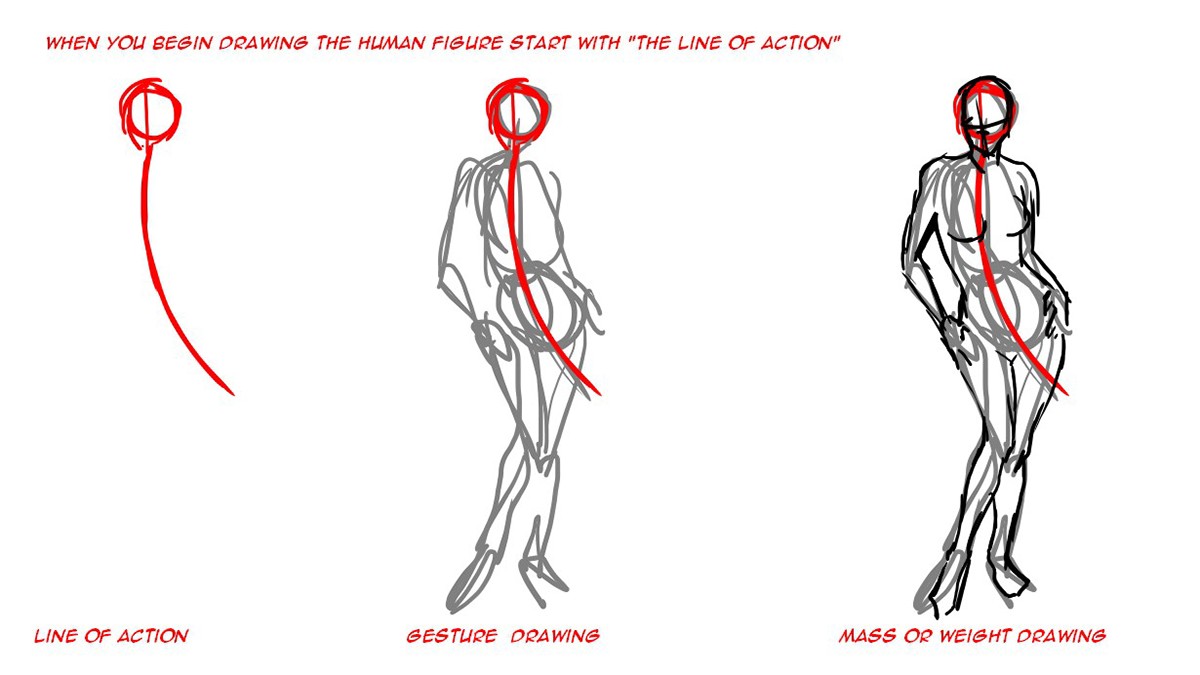 WHEN YOU BEGIN DRAWING THE HUMAN FIGURE START WITH "THE LINE OF ACTION"
LINE OF ACTION
GESTURE DRAWING
MASS OR WEIGHT DRAWING